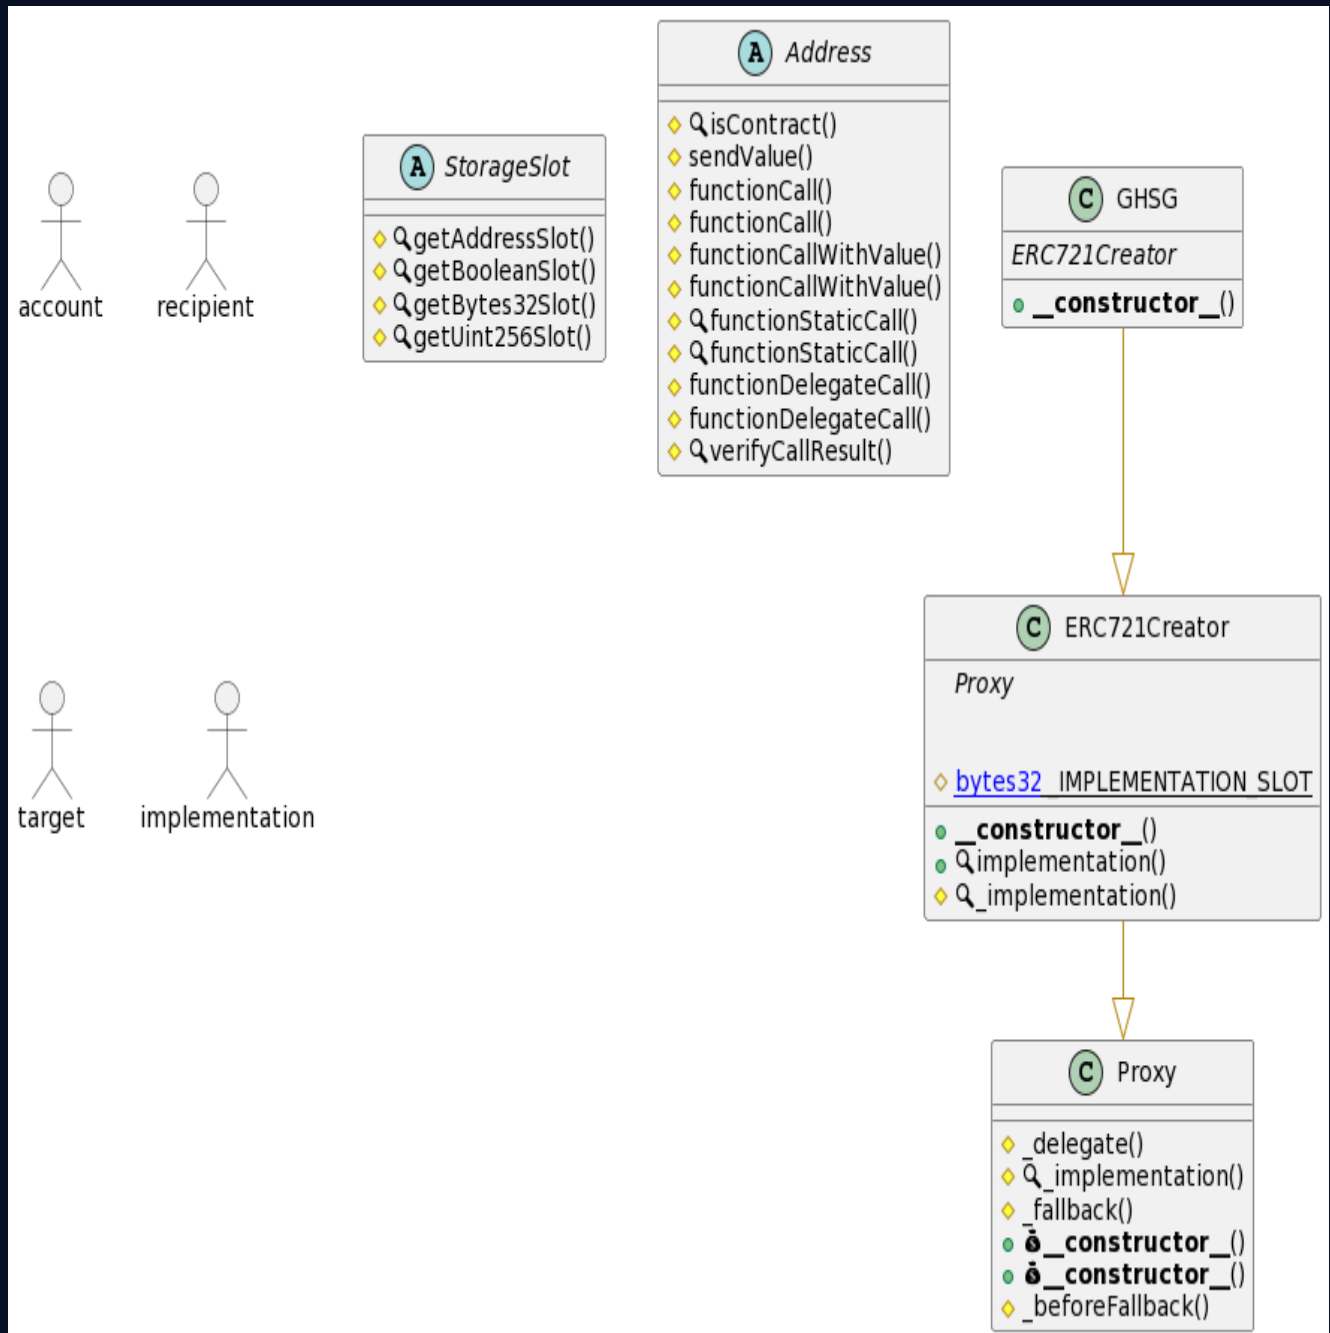 account
recipient
A StorageSlot
getAddressSlot()
getBooleanSlot()
getBytes32Slot()
getUint256Slot()
A Address
isContract()
sendValue()
functionCall()
functionCall()
functionCallWithValue()
functionCallWithValue()
functionStaticCall()
functionStaticCall()
functionDelegateCall()
functionDelegateCall()
verifyCallResult()
C GHSG
ERC721Creator
__constructor__()
target
implementation
C ERC721Creator
Proxy
bytes32 _IMPLEMENTATION_SLOT
__constructor__()
implementation()
_implementation()
C Proxy
_delegate()
_implementation()
_fallback()
__constructor__()
__constructor__()
_beforeFallback()